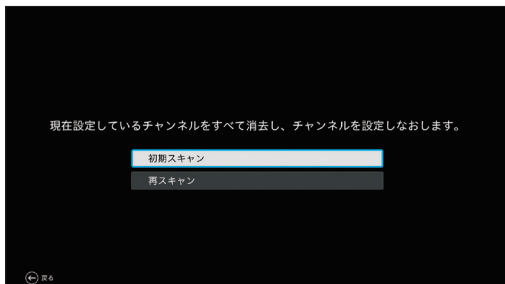 現在設定しているチャンネルをすべて消去し、チャンネルを設定しなおします。
初期スキャン
再スキャン
戻る